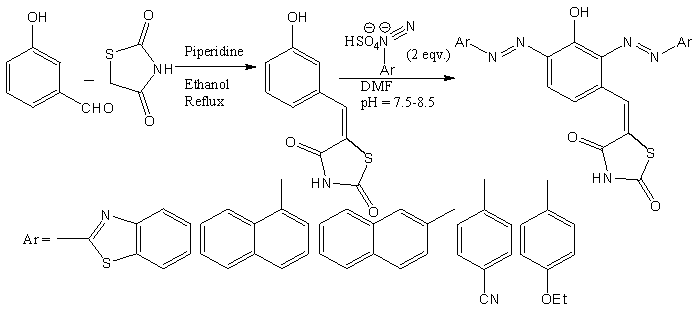 OH
CHO
O
S
NH
O
Piperidine
Ethanol
Reflux
HO
O
S
HN
O
⊖ ⊖
HSO4N N
Ar
(2 eqv.)
DMF
pH = 7.5-8.5
OH
Ar N N N N Ar
O
S
HN
O
Ar =
N
S
CN
OEt